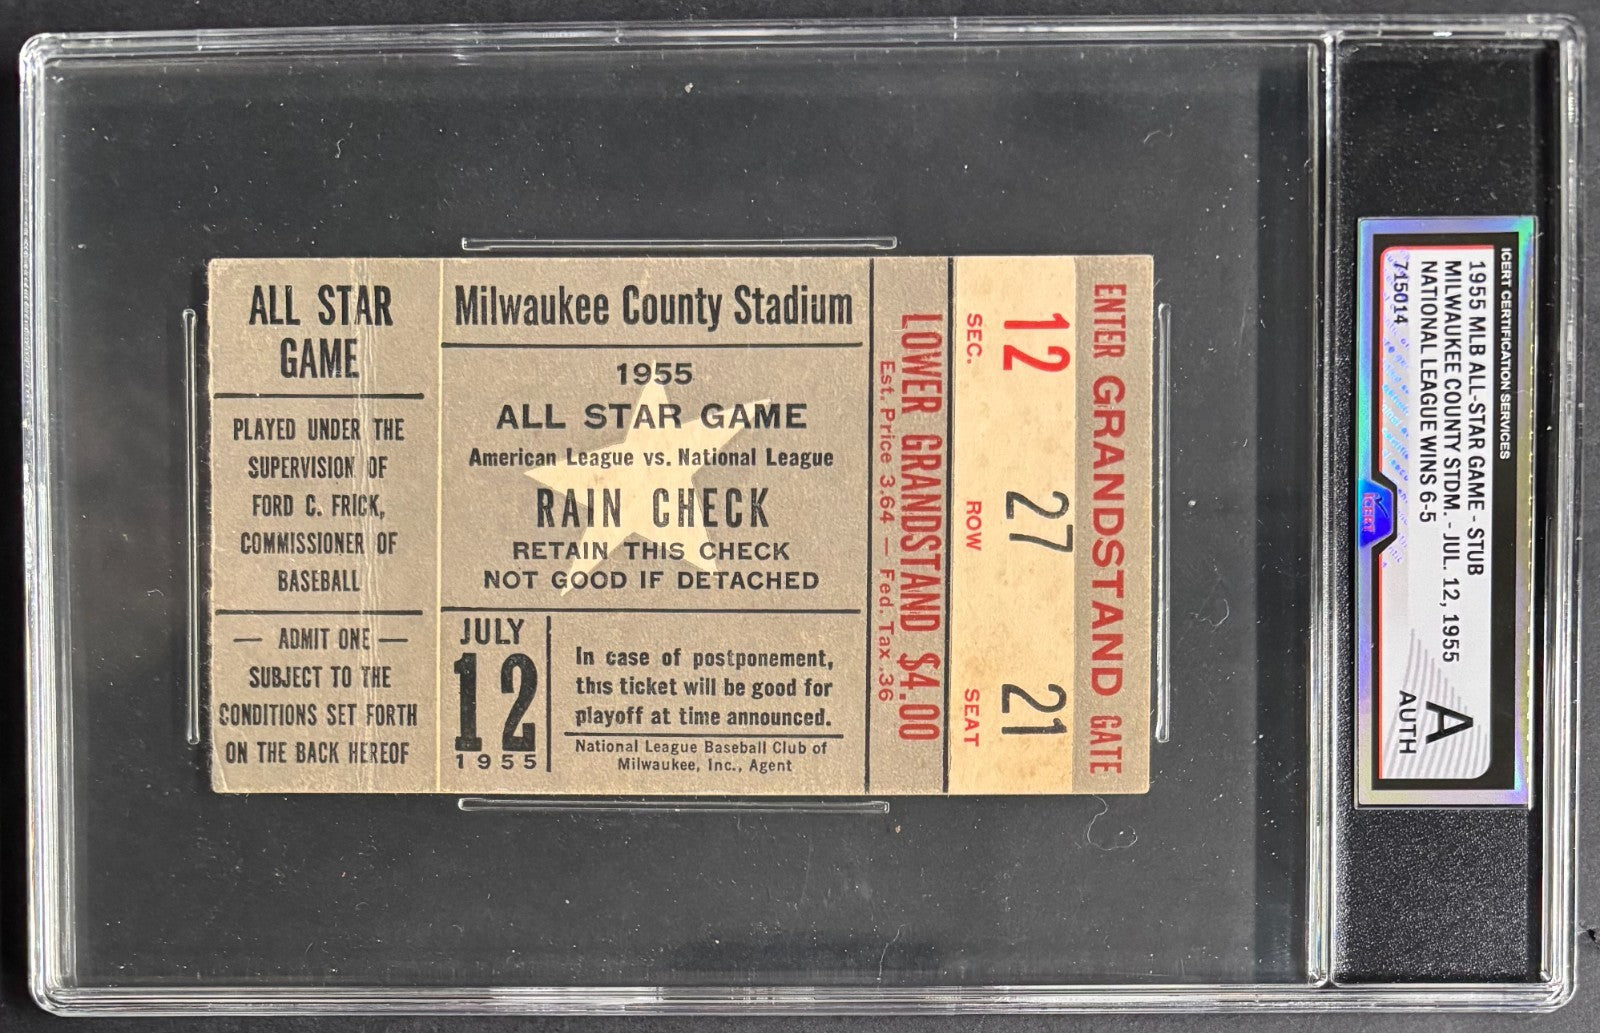 ALL STAR
GAME
PLAYED UNDER THE
SUPERVISION OF
FORD C. FRICK,
COMMISSIONER OF
BASEBALL
— ADMIT ONE —
SUBJECT TO THE
CONDITIONS SET FORTH
ON THE BACK HEREOF
Milwaukee County Stadium
1955
ALL STAR GAME
American League vs. National League
RAIN CHECK
RETAIN THIS CHECK
NOT GOOD IF DETACHED
JULY
12
1955
In case of postponement,
this ticket will be good for
playoff at time announced.
National League Baseball Club of
Milwaukee, Inc., Agent
LOWER GRANDSTAND $4.00
Est. Price 3.64 — Fed. Tax .36
12 27 21
SEC. ROW SEAT
ENTER GRANDSTAND GATE
ICERT CERTIFICATION SERVICES
1955 MLB ALL-STAR GAME - STUB
MILWAUKEE COUNTY STDM. - JUL. 12, 1955
NATIONAL LEAGUE WINS 6-5
715014
iCERT
A
AUTH